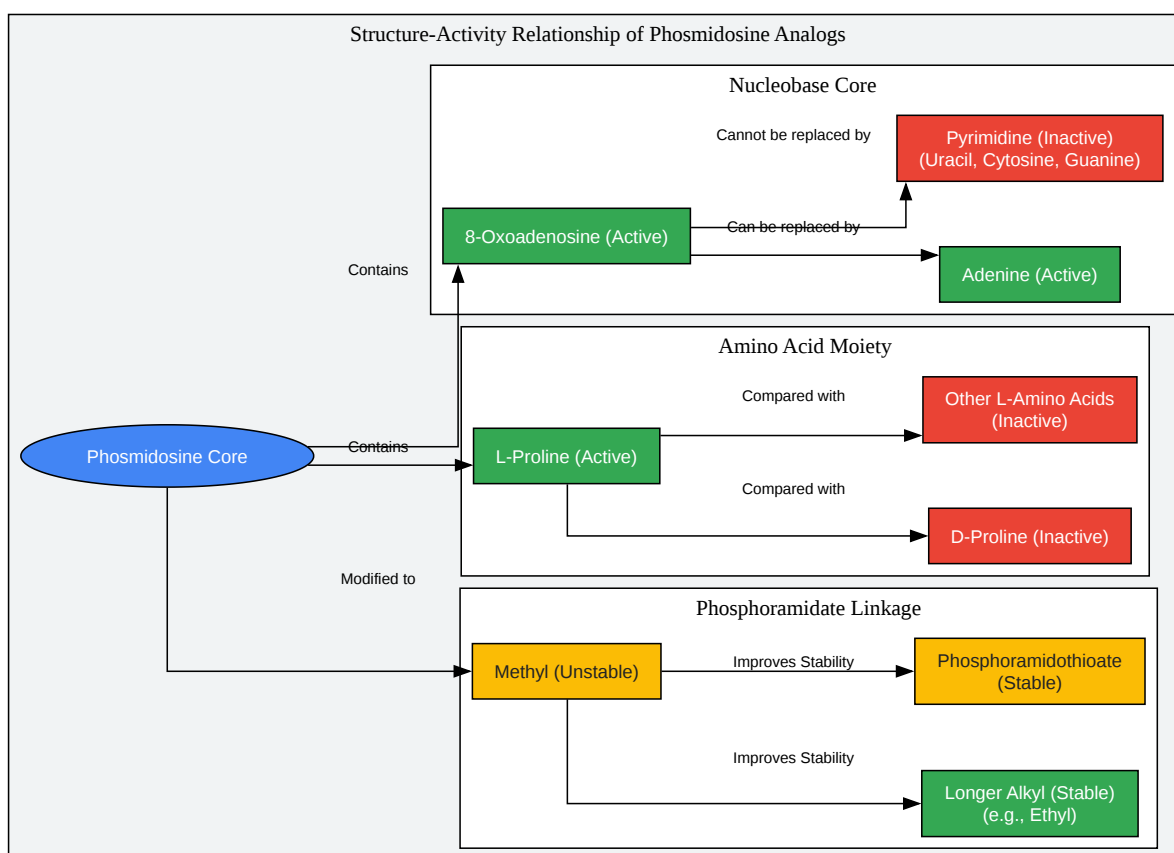 Structure-Activity Relationship of Phosmidosine Analogs
Nucleobase Core
Cannot be replaced by
Pyrimidine (Inactive)
(Uracil, Cytosine, Guanine)
8-Oxoadenosine (Active)
Can be replaced by
Adenine (Active)
Contains
Amino Acid Moiety
Compared with
Other L-Amino Acids
(Inactive)
Phosmidosine Core
Contains
L-Proline (Active)
Compared with
D-Proline (Inactive)
Modified to
Phosphoramidate Linkage
Methyl (Unstable)
Improves Stability
Phosphoramidothioate
(Stable)
Improves Stability
Longer Alkyl (Stable)
(e.g., Ethyl)